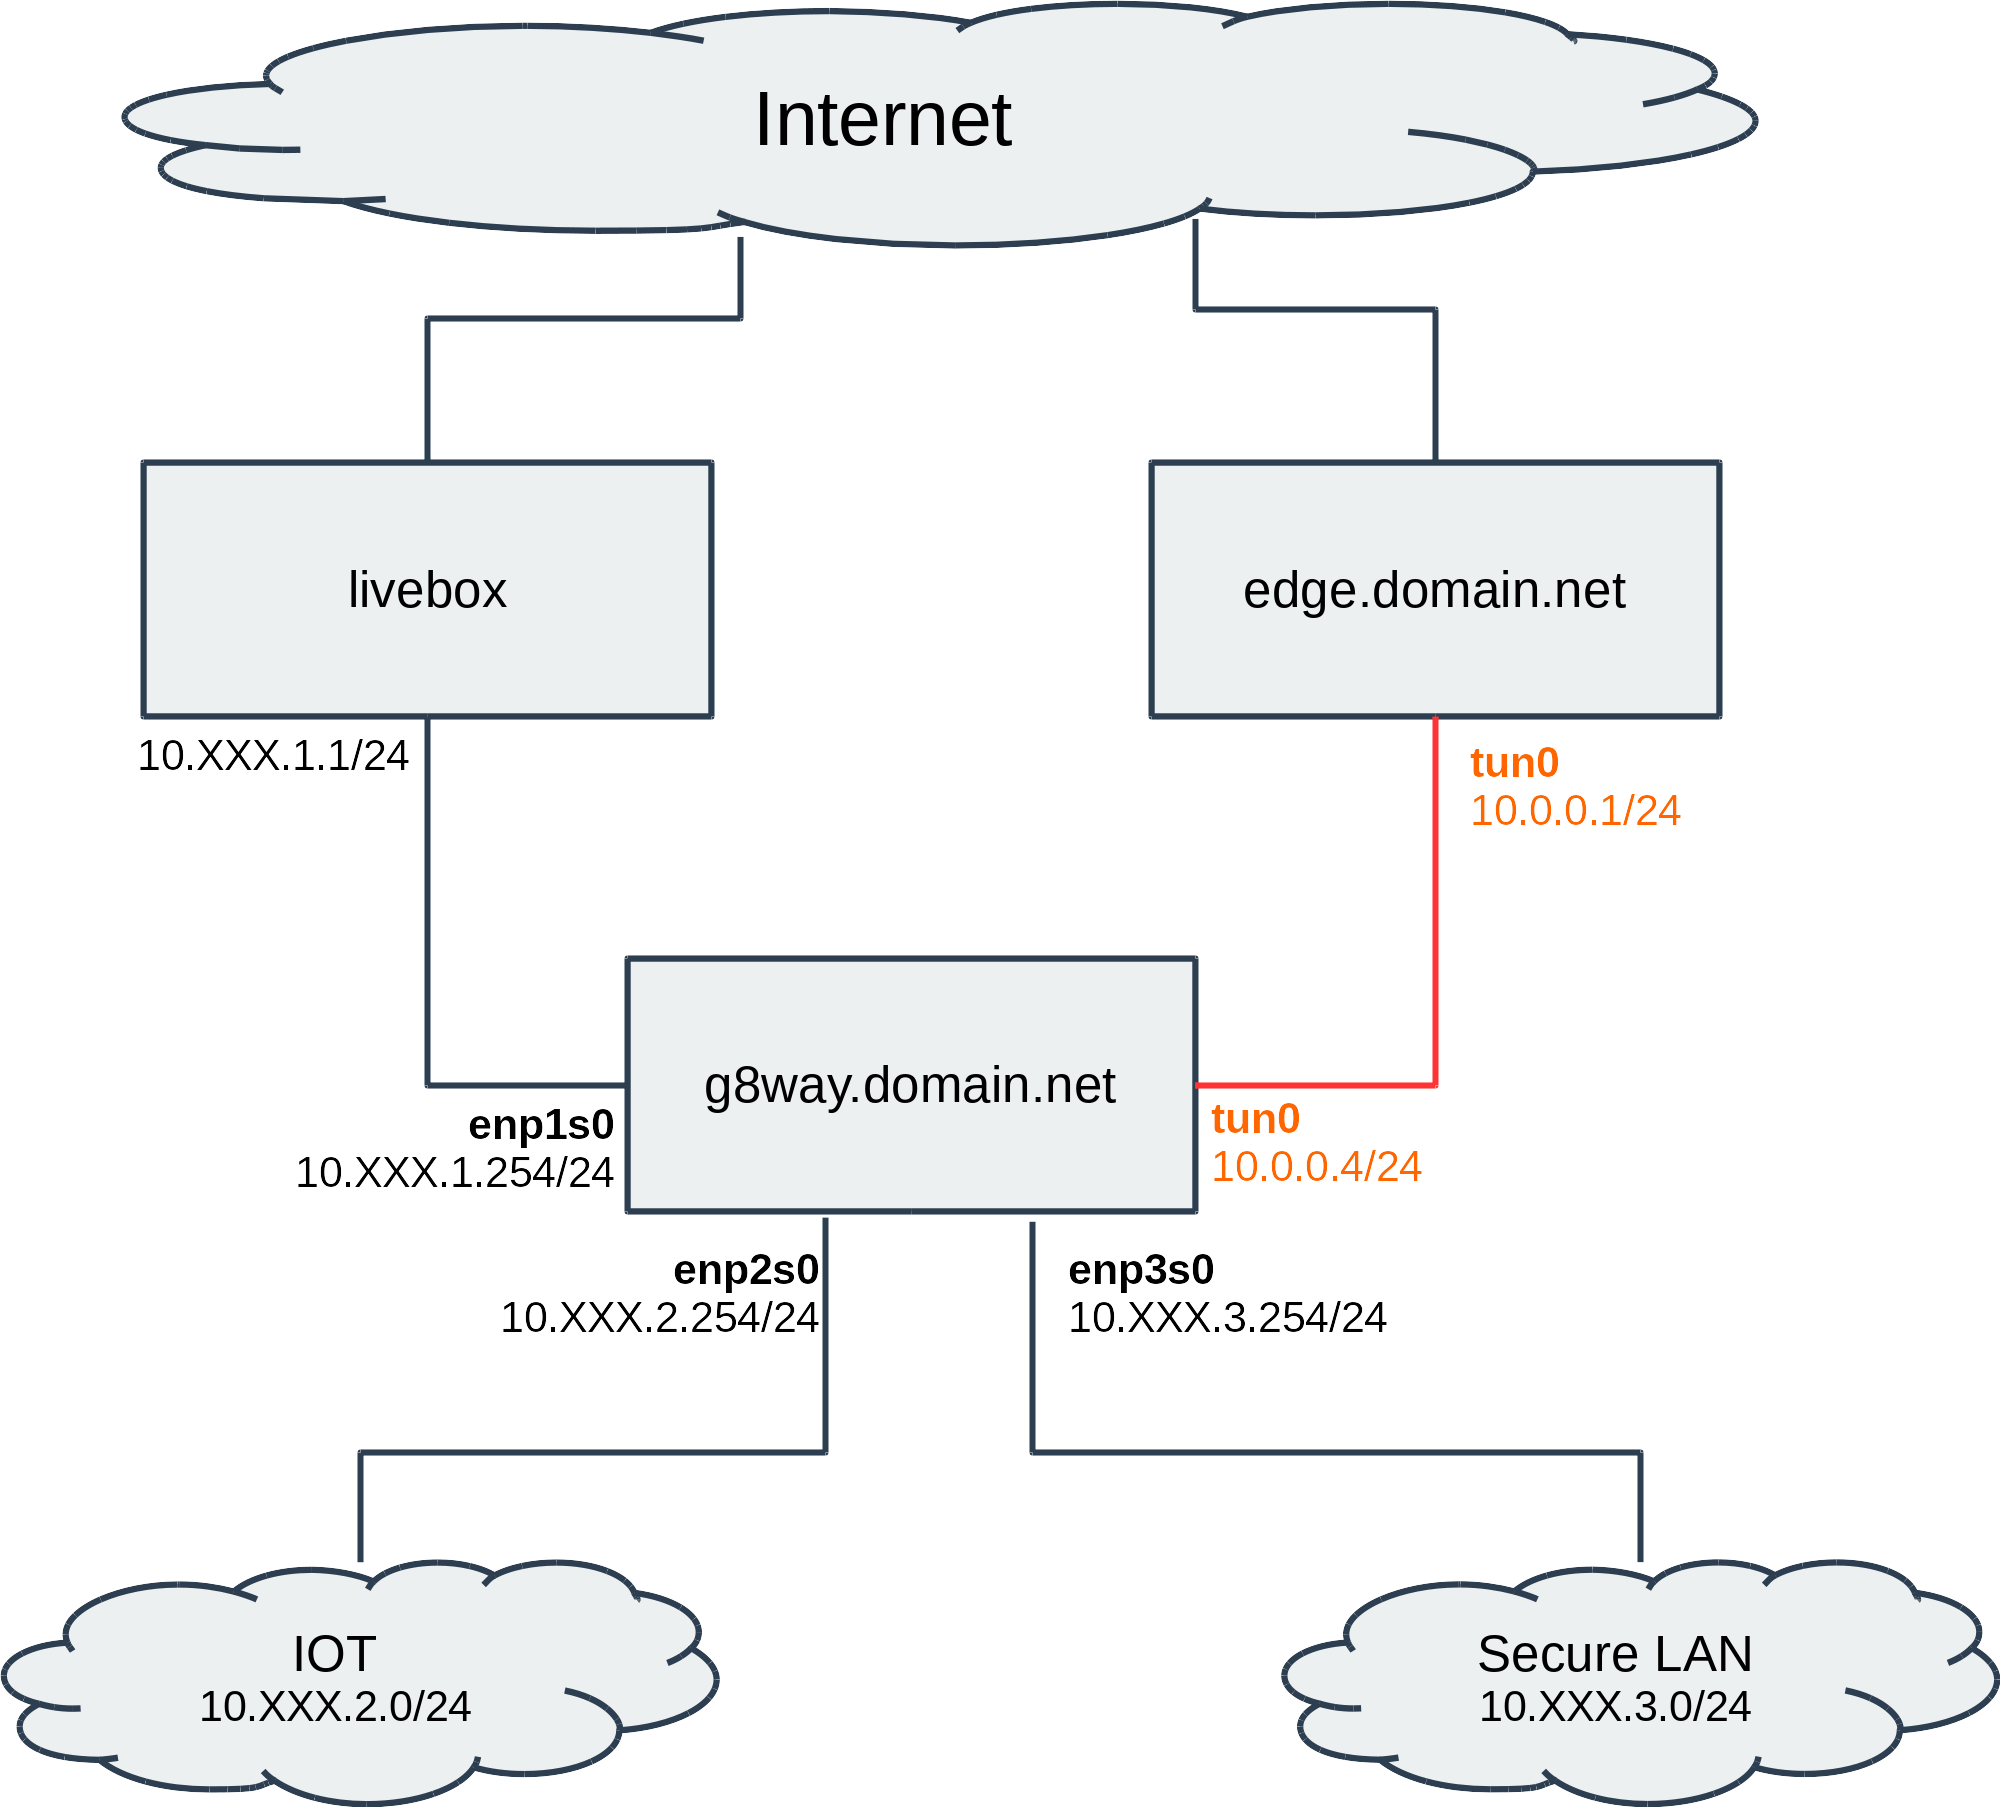 Internet
livebox
edge.domain.net
10.XXX.1.1/24
tun0
10.0.0.1/24
g8way.domain.net
enp1s0
10.XXX.1.254/24
tun0
10.0.0.4/24
enp2s0
10.XXX.2.254/24
enp3s0
10.XXX.3.254/24
IOT
10.XXX.2.0/24
Secure LAN
10.XXX.3.0/24